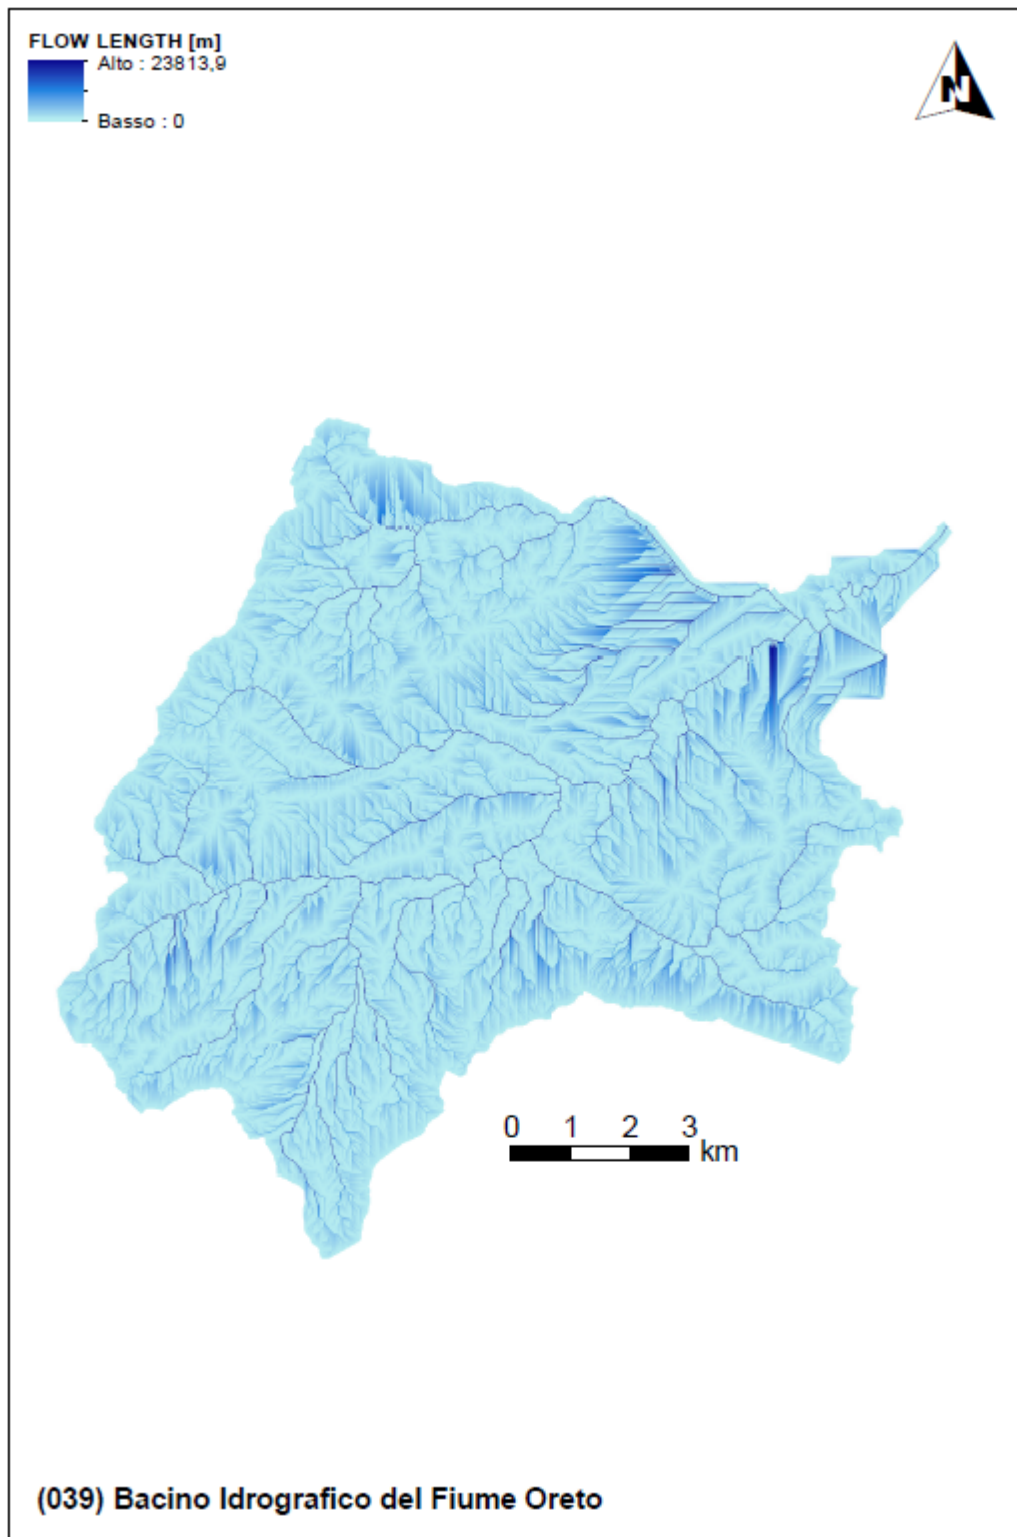 FLOW LENGTH [m]
Alto : 23813,9
Basso : 0
N
0 1 2 3
km
(039) Bacino Idrografico del Fiume Oreto